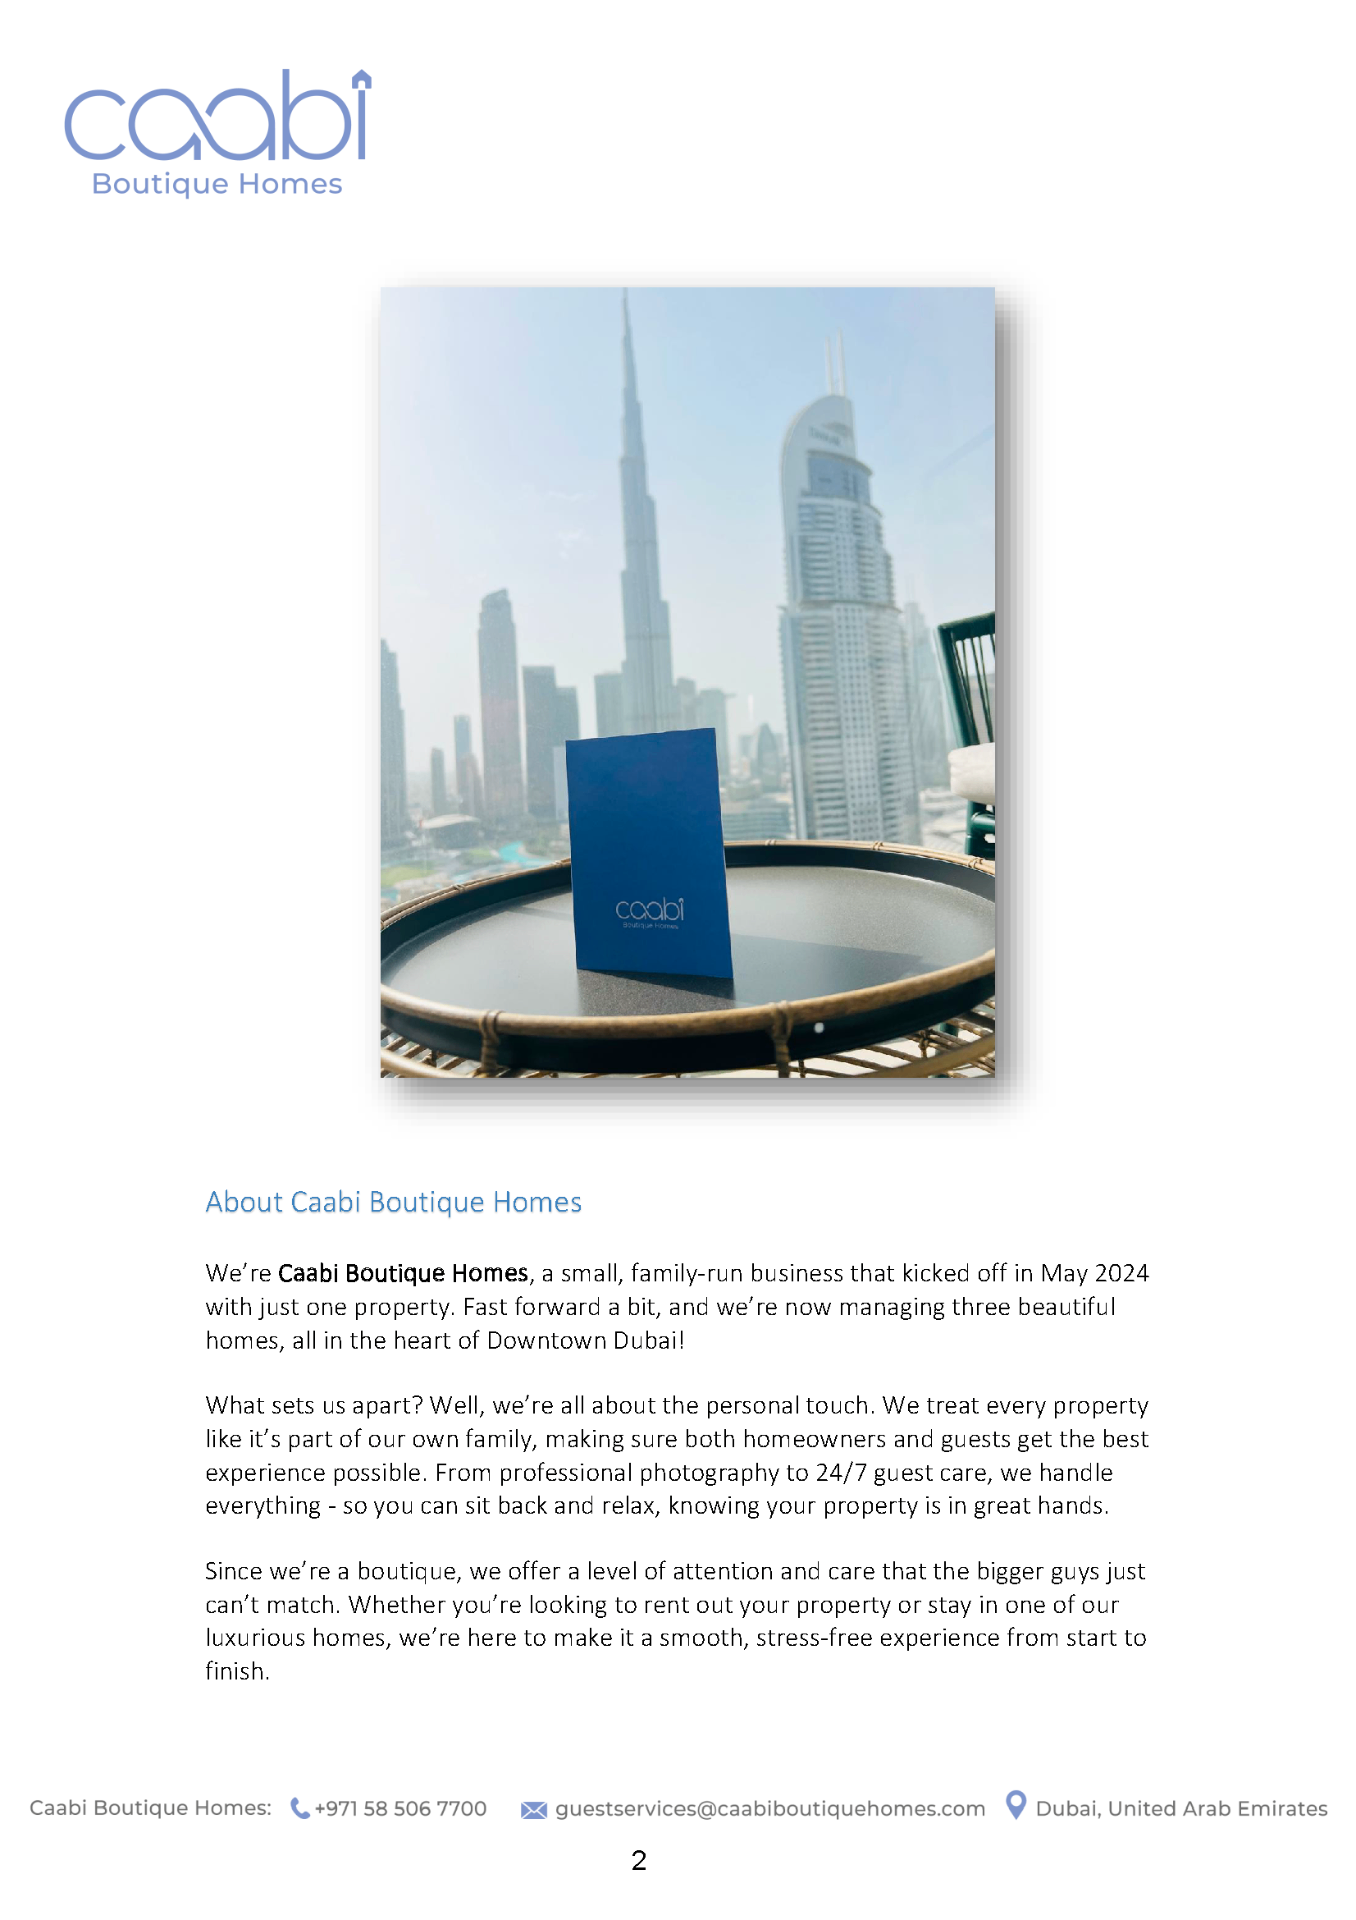 caabi
Boutique Homes
caabi
Boutique Homes
About Caabi Boutique Homes
We’re Caabi Boutique Homes, a small, family-run business that kicked off in May 2024
with just one property. Fast forward a bit, and we’re now managing three beautiful
homes, all in the heart of Downtown Dubai!
What sets us apart? Well, we’re all about the personal touch. We treat every property
like it’s part of our own family, making sure both homeowners and guests get the best
experience possible. From professional photography to 24/7 guest care, we handle
everything - so you can sit back and relax, knowing your property is in great hands.
Since we’re a boutique, we offer a level of attention and care that the bigger guys just
can’t match. Whether you’re looking to rent out your property or stay in one of our
luxurious homes, we’re here to make it a smooth, stress-free experience from start to
finish.
Caabi Boutique Homes: +971 58 506 7700 guestservices@caabiboutiquehomes.com Dubai, United Arab Emirates
2